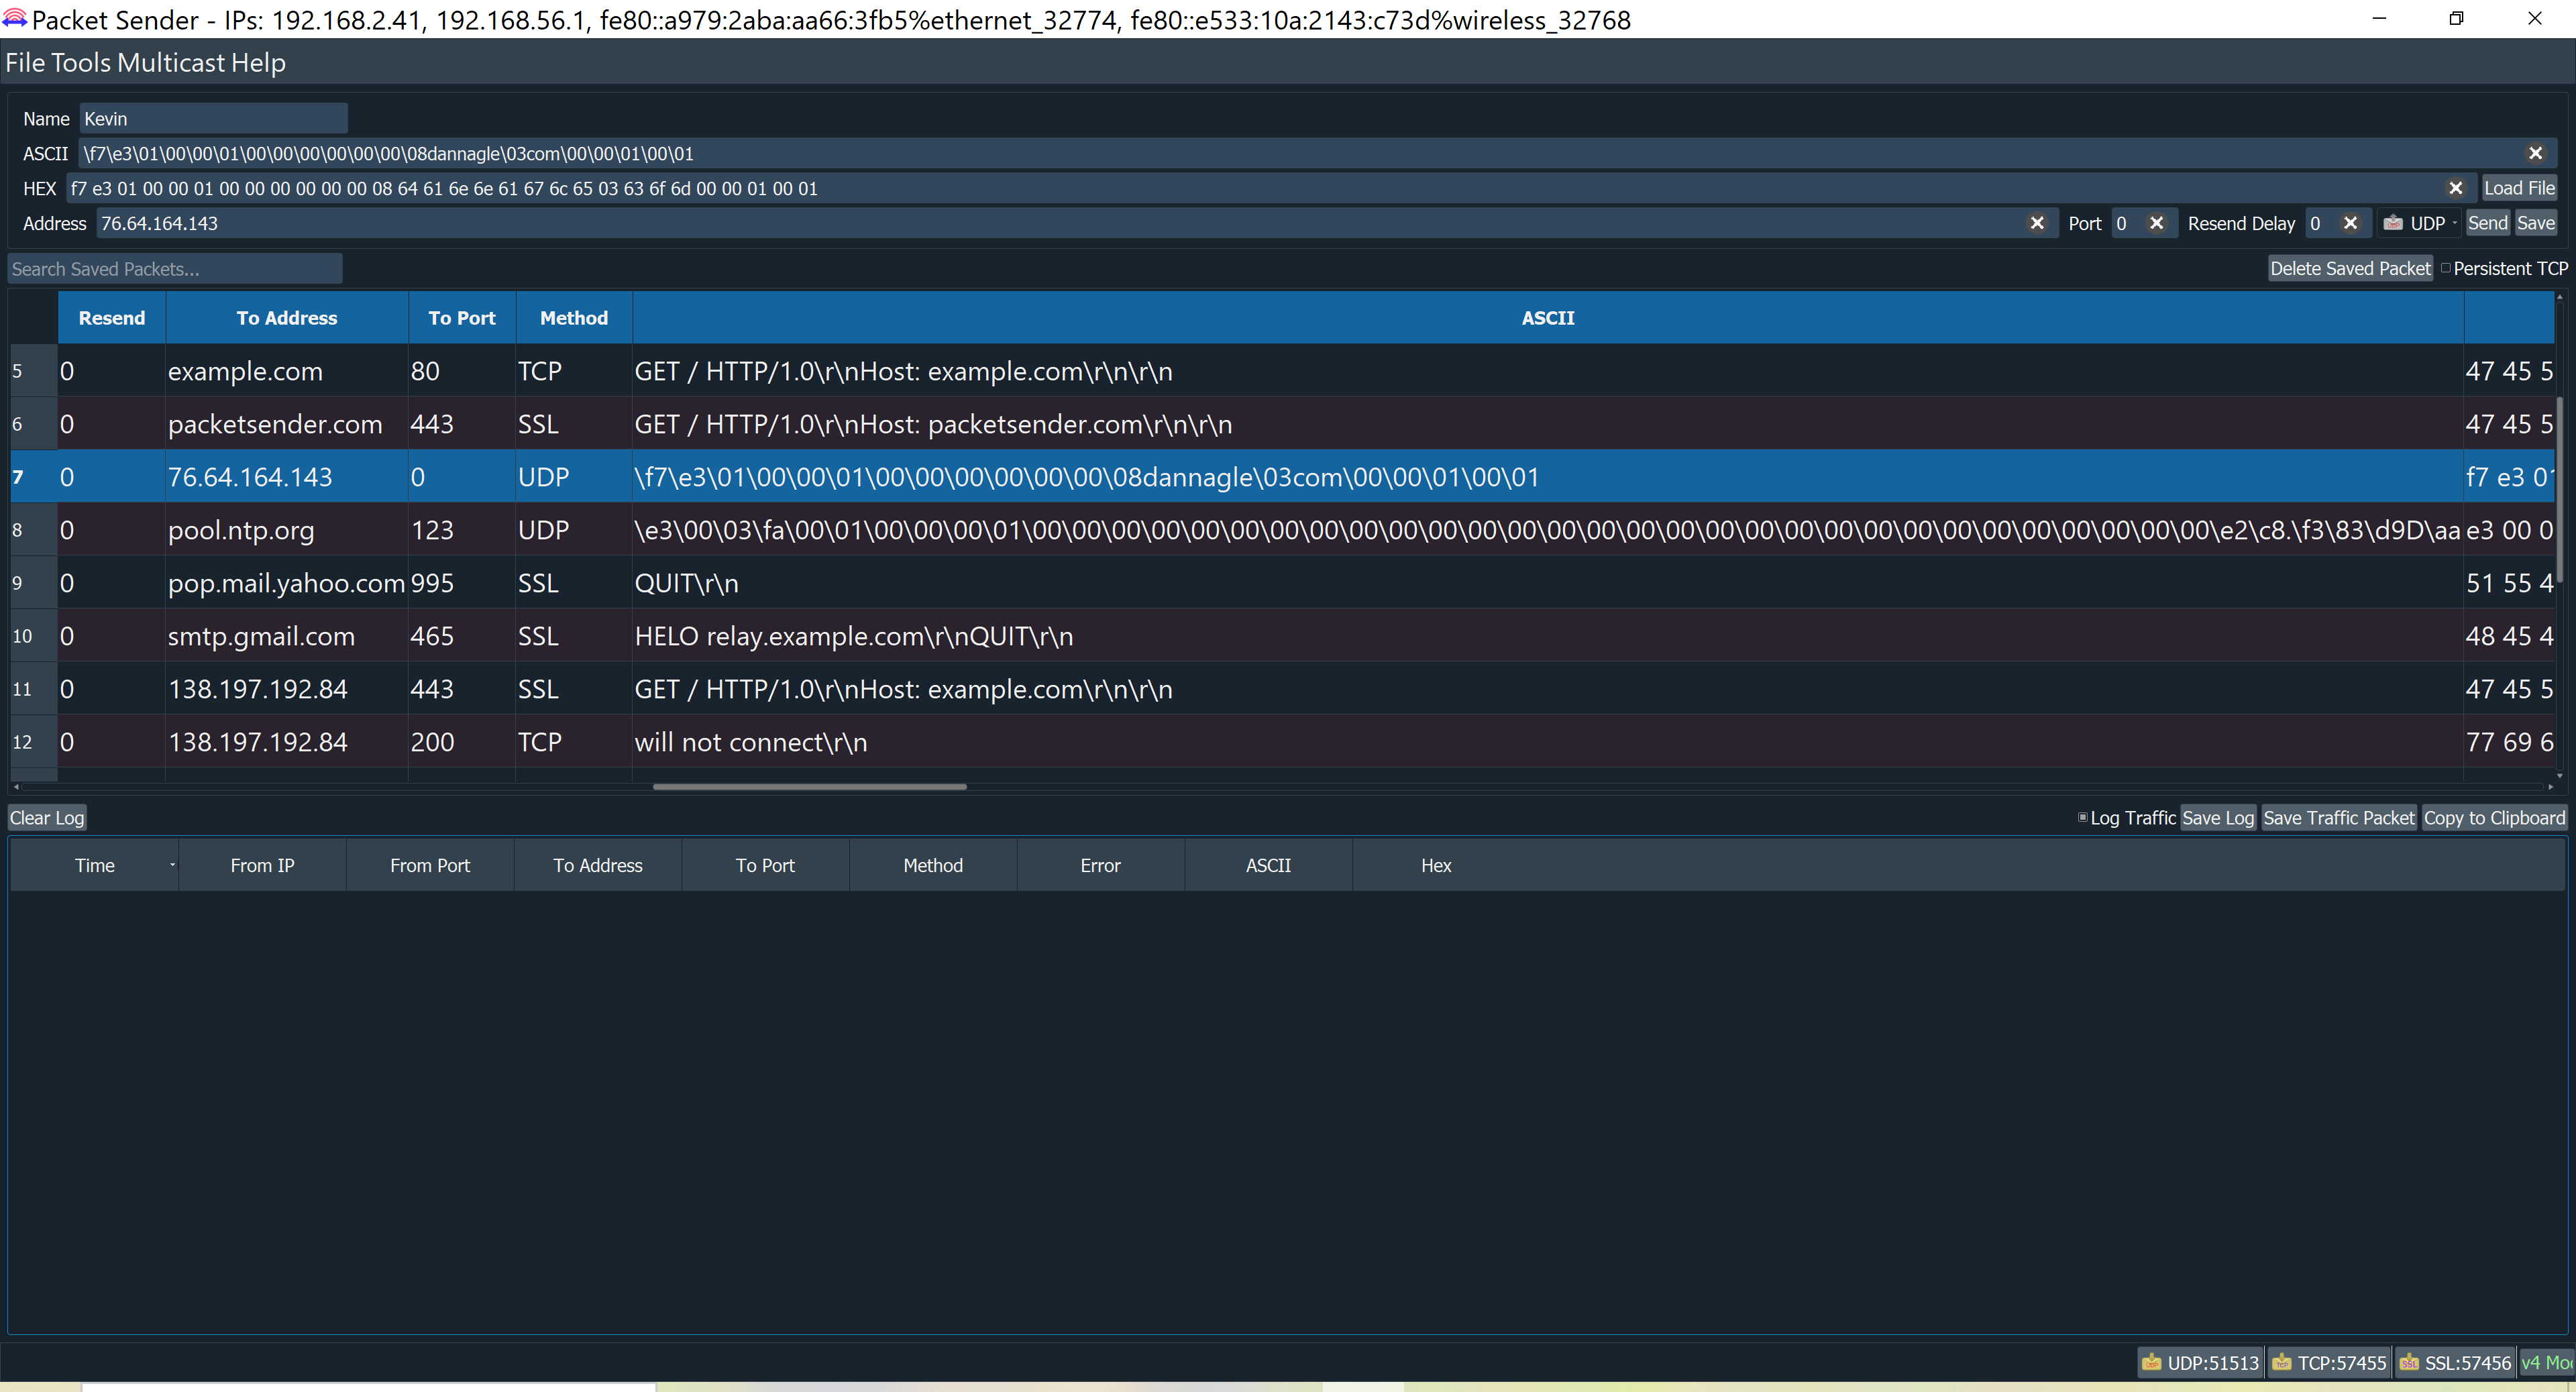 Packet Sender - IPs: 192.168.2.41, 192.168.56.1, fe80::a979:2aba:aa66:3fb5%ethernet_32774, fe80::e533:10a:2143:c73d%wireless_32768
File Tools Multicast Help
Name Kevin
ASCII \f7\e3\01\00\00\01\00\00\00\00\00\00\08dannagle\03com\00\00\01\00\01
HEX f7 e3 01 00 00 01 00 00 00 00 00 00 08 64 61 6e 6e 61 67 6c 65 03 63 6f 6d 00 00 01 00 01 Load File
Address 76.64.164.143 Port 0 Resend Delay 0 UDP Send Save
Search Saved Packets... Delete Saved Packet Persistent TCP
Resend To Address To Port Method ASCII
5 0 example.com 80 TCP GET / HTTP/1.0\r\nHost: example.com\r\n\r\n 47 45 5
6 0 packetsender.com 443 SSL GET / HTTP/1.0\r\nHost: packetsender.com\r\n\r\n 47 45 5
7 0 76.64.164.143 0 UDP \f7\e3\01\00\00\01\00\00\00\00\00\00\08dannagle\03com\00\00\01\00\01 f7 e3 01
8 0 pool.ntp.org 123 UDP \e3\00\03\fa\00\01\00\00\00\01\00\00\00\00\00\00\00\00\00\00\00\00\00\00\00\00\00\00\00\00\00\00\00\00\00\00\00\00\00\00\e2\c8.\f3\83\d9D\aa e3 00 0
9 0 pop.mail.yahoo.com 995 SSL QUIT\r\n 51 55 4
10 0 smtp.gmail.com 465 SSL HELO relay.example.com\r\nQUIT\r\n 48 45 4
11 0 138.197.192.84 443 SSL GET / HTTP/1.0\r\nHost: example.com\r\n\r\n 47 45 5
12 0 138.197.192.84 200 TCP will not connect\r\n 77 69 6
Clear Log Log Traffic Save Log Save Traffic Packet Copy to Clipboard
Time From IP From Port To Address To Port Method Error ASCII Hex
UDP:51513 TCP:57455 SSL:57456 v4 Mo